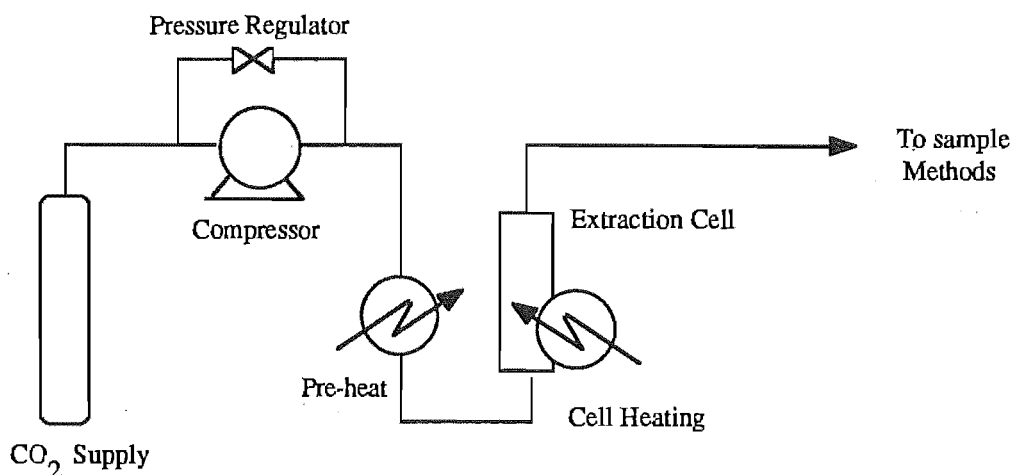 Pressure Regulator
To sample
Methods
Compressor
Extraction Cell
Pre-heat
Cell Heating
CO2 Supply